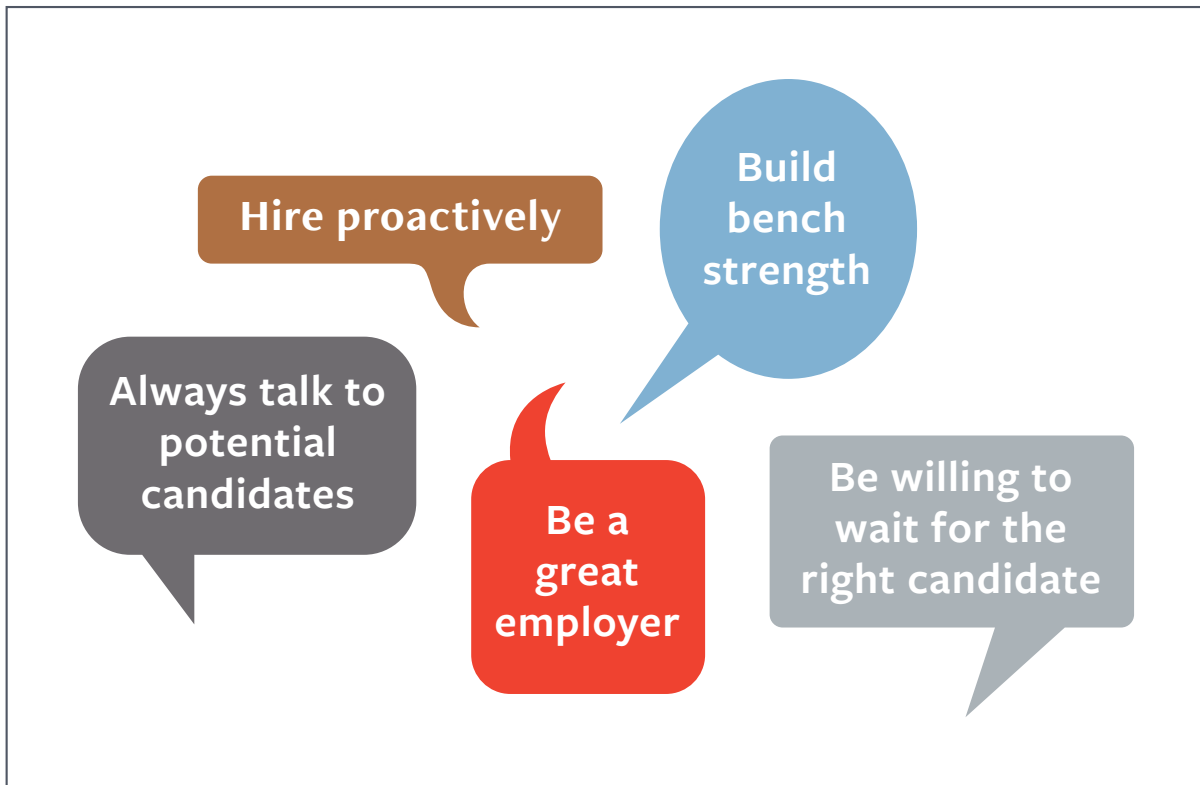 Hire proactively
Build
bench
strength
Always talk to
potential
candidates
Be a
great
employer
Be willing to
wait for the
right candidate